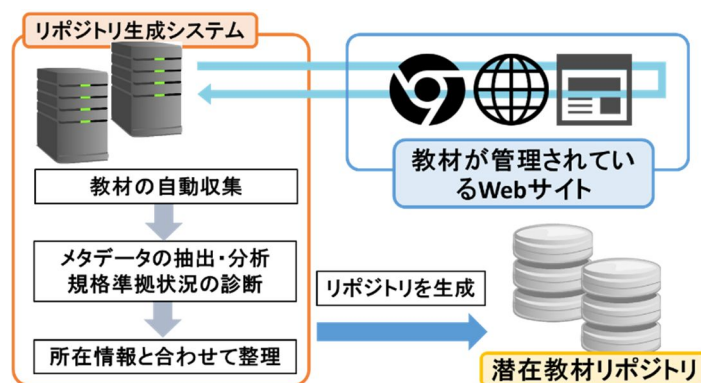 リポジトリ生成システム
教材が管理されてい
るWebサイト
教材の自動収集
メタデータの抽出・分析
規格準拠状況の診断
所在情報と合わせて整理
リポジトリを生成
潜在教材リポジトリ